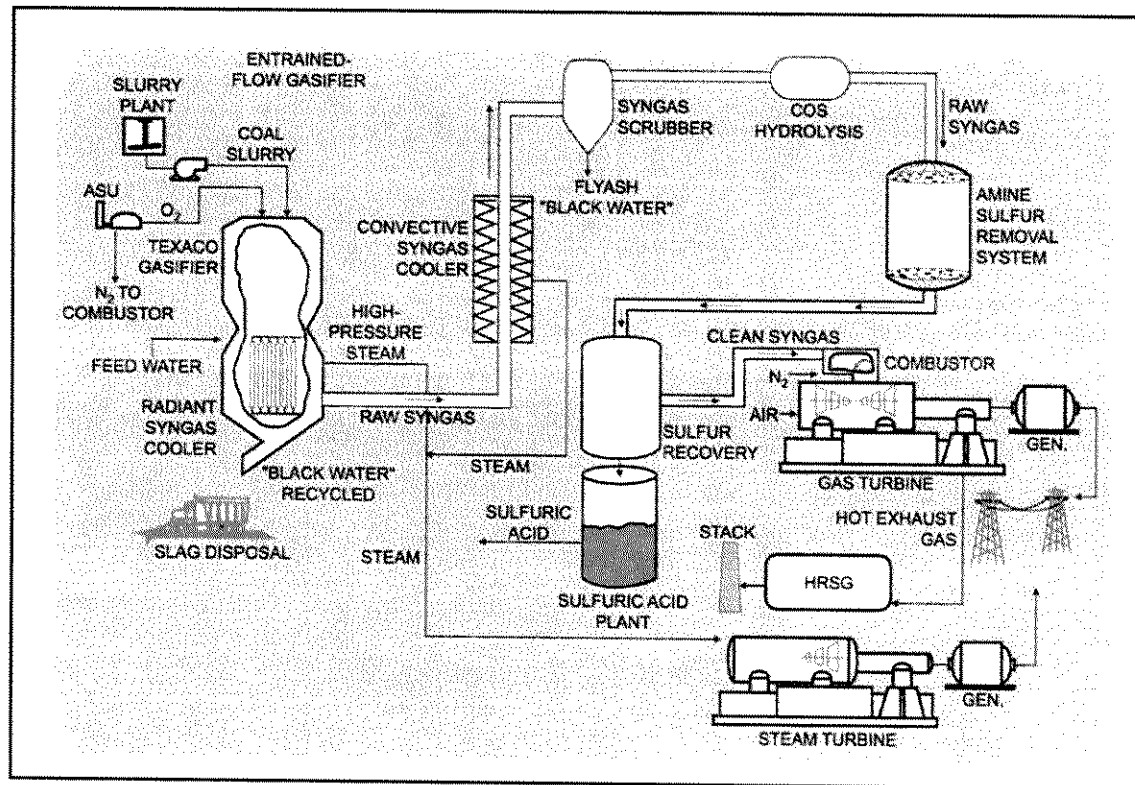 ENTRAINED-
FLOW GASIFIER
SLURRY
PLANT
COAL
SLURRY
ASU
O2
TEXACO
GASIFIER
N2 TO
COMBUSTOR
FEED WATER
RADIANT
SYNGAS
COOLER
HIGH-
PRESSURE
STEAM
RAW SYNGAS
"BLACK WATER"
RECYCLED
SLAG DISPOSAL
CONVECTIVE
SYNGAS
COOLER
STEAM
STEAM
SYNGAS
SCRUBBER
FLYASH
"BLACK WATER"
COS
HYDROLYSIS
RAW
SYNGAS
AMINE
SULFUR
REMOVAL
SYSTEM
CLEAN SYNGAS
COMBUSTOR
N2
AIR
GEN.
GAS TURBINE
SULFUR
RECOVERY
SULFURIC
ACID
SULFURIC ACID
PLANT
HOT EXHAUST
GAS
STACK
HRSG
GEN.
STEAM TURBINE